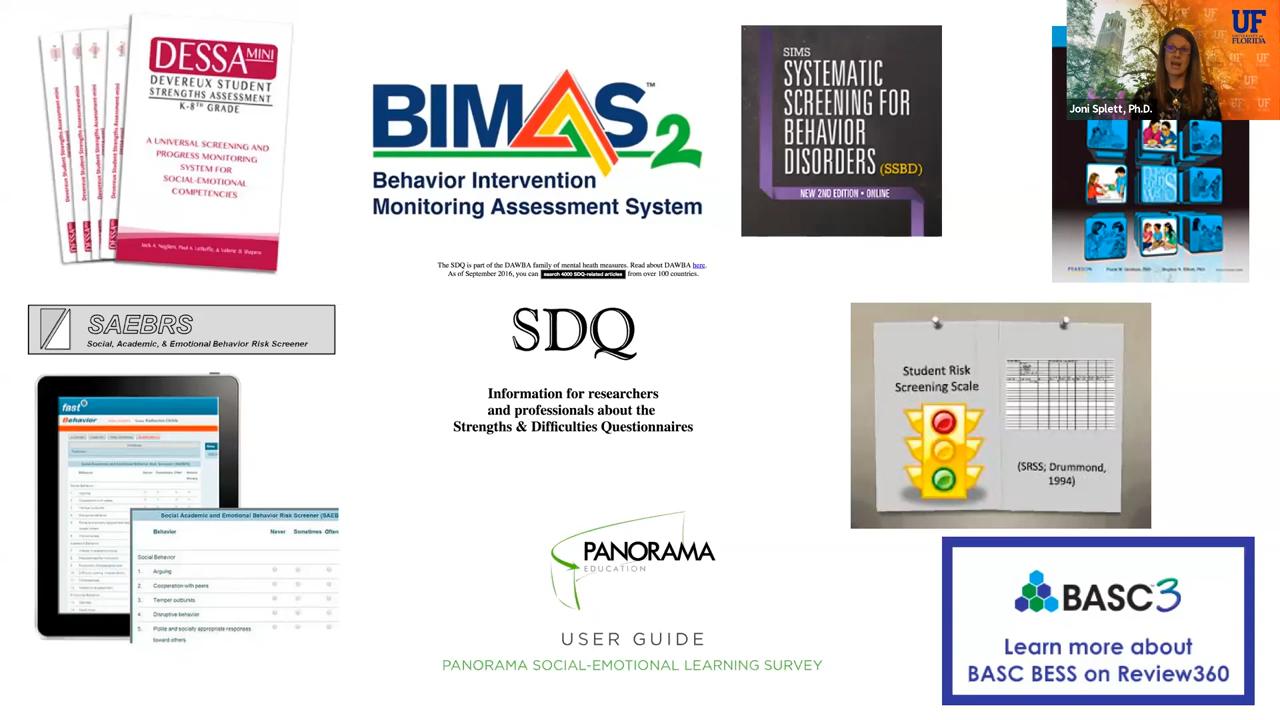 DESSA MINI
DEVEREUX STUDENT
STRENGTHS ASSESSMENT
K-8TH GRADE
A UNIVERSAL SCREENING AND
PROGRESS MONITORING
SYSTEM FOR
SOCIAL-EMOTIONAL
COMPETENCIES
BIMAS™2
Behavior Intervention
Monitoring Assessment System
SIMS
SYSTEMATIC
SCREENING FOR
BEHAVIOR
DISORDERS (SSBD)
NEW 2ND EDITION • ONLINE
UF
UNIVERSITY of
FLORIDA
Joni Splett, Ph.D.
PEARSON
The SDQ is part of the DAWBA family of mental heath measures. Read about DAWBA here.
As of September 2016, you can search 4000 SDQ-related articles from over 100 countries.
SDQ
Information for researchers
and professionals about the
Strengths & Difficulties Questionnaires
SAEBRS
Social, Academic, & Emotional Behavior Risk Screener
fast
Behavior
Social Academic and Emotional Behavior Risk Screener (SAEB
Behavior Never Sometimes Often
Social Behavior
1. Arguing
2. Cooperation with peers
3. Temper outbursts
4. Disruptive behavior
5. Polite and socially appropriate responses
toward others
Student Risk
Screening Scale
(SRSS; Drummond,
1994)
PANORAMA
EDUCATION
USER GUIDE
PANORAMA SOCIAL-EMOTIONAL LEARNING SURVEY
BASC™3
Learn more about
BASC BESS on Review360